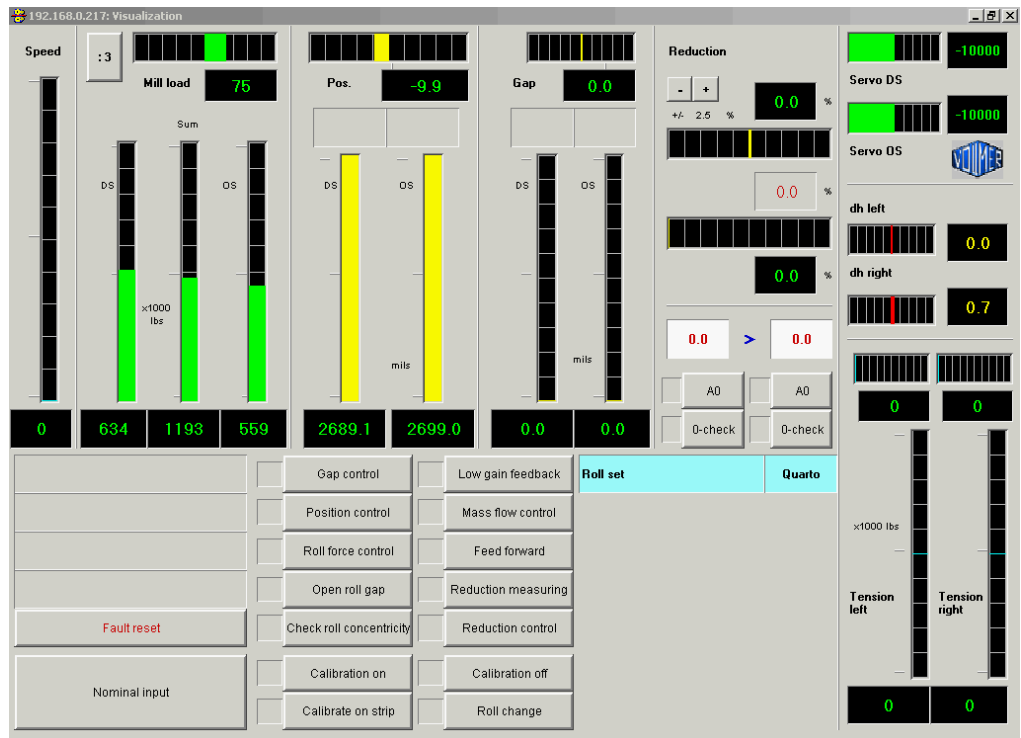 192.168.0.217: Visualization
Speed
:3
Mill load
75
Sum
DS
OS
x1000
lbs
0
634
1193
559
Pos.
-9.9
DS
OS
mils
2689.1
2699.0
Gap
0.0
DS
OS
mils
0.0
0.0
Reduction
-
+
+/- 2.5 %
0.0 %
0.0 %
0.0 %
0.0
>
0.0
A0
A0
0-check
0-check
-10000
Servo DS
-10000
Servo OS
VOLLMER
dh left
0.0
dh right
0.7
0
0
x1000 lbs
Tension
left
Tension
right
0
0
Gap control
Low gain feedback
Roll set
Quarto
Position control
Mass flow control
Roll force control
Feed forward
Open roll gap
Reduction measuring
Fault reset
Check roll concentricity
Reduction control
Nominal input
Calibration on
Calibration off
Calibrate on strip
Roll change